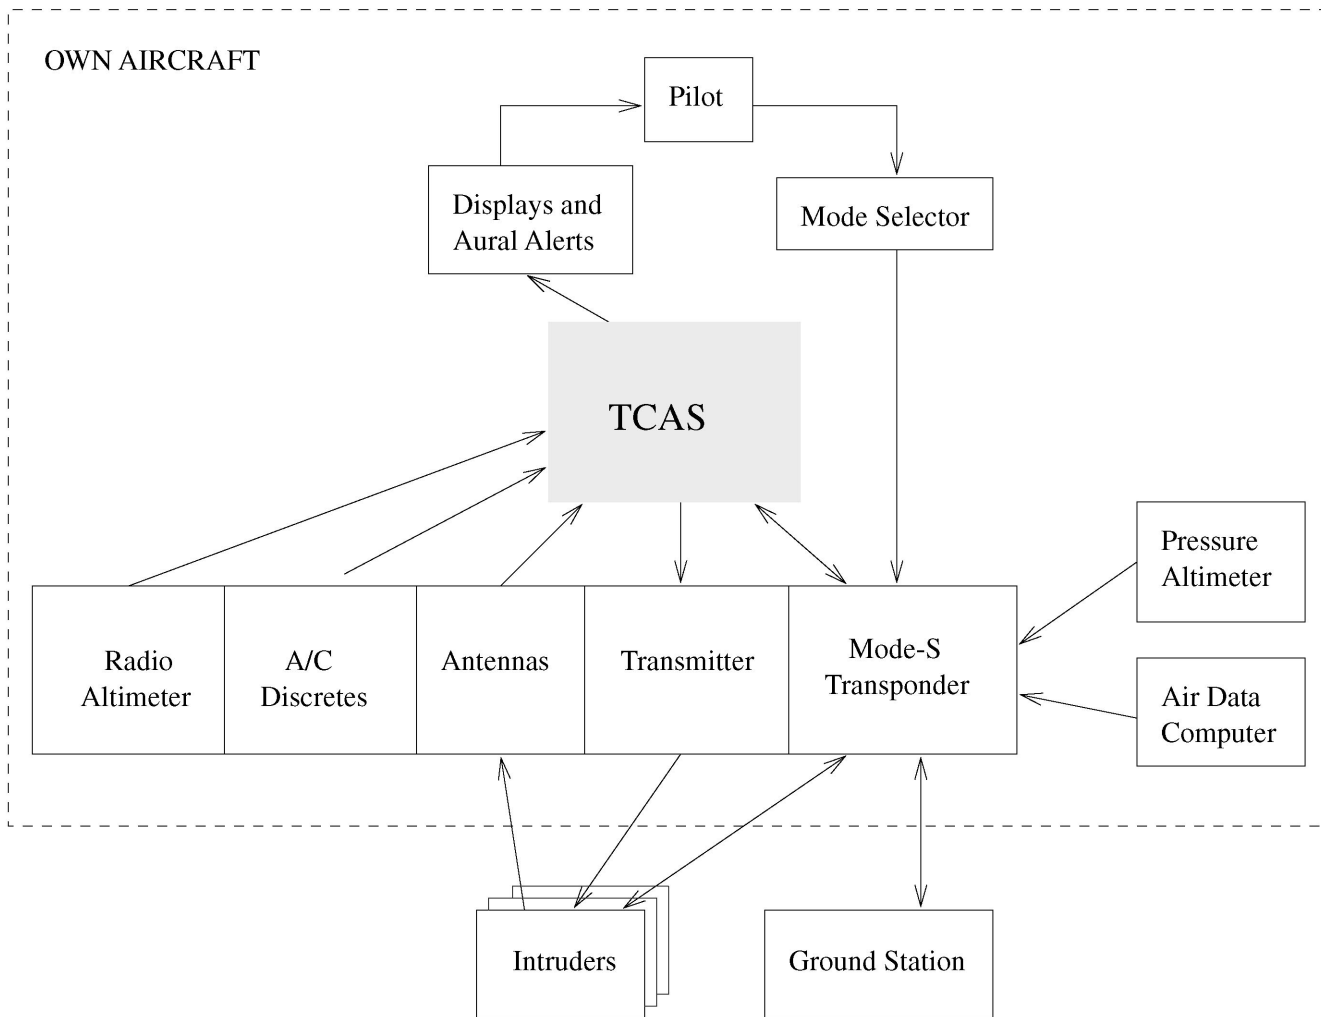 OWN AIRCRAFT
Pilot
Displays and
Aural Alerts
Mode Selector
TCAS
Pressure
Altimeter
Radio
Altimeter
A/C
Discretes
Antennas
Transmitter
Mode-S
Transponder
Air Data
Computer
Intruders
Ground Station